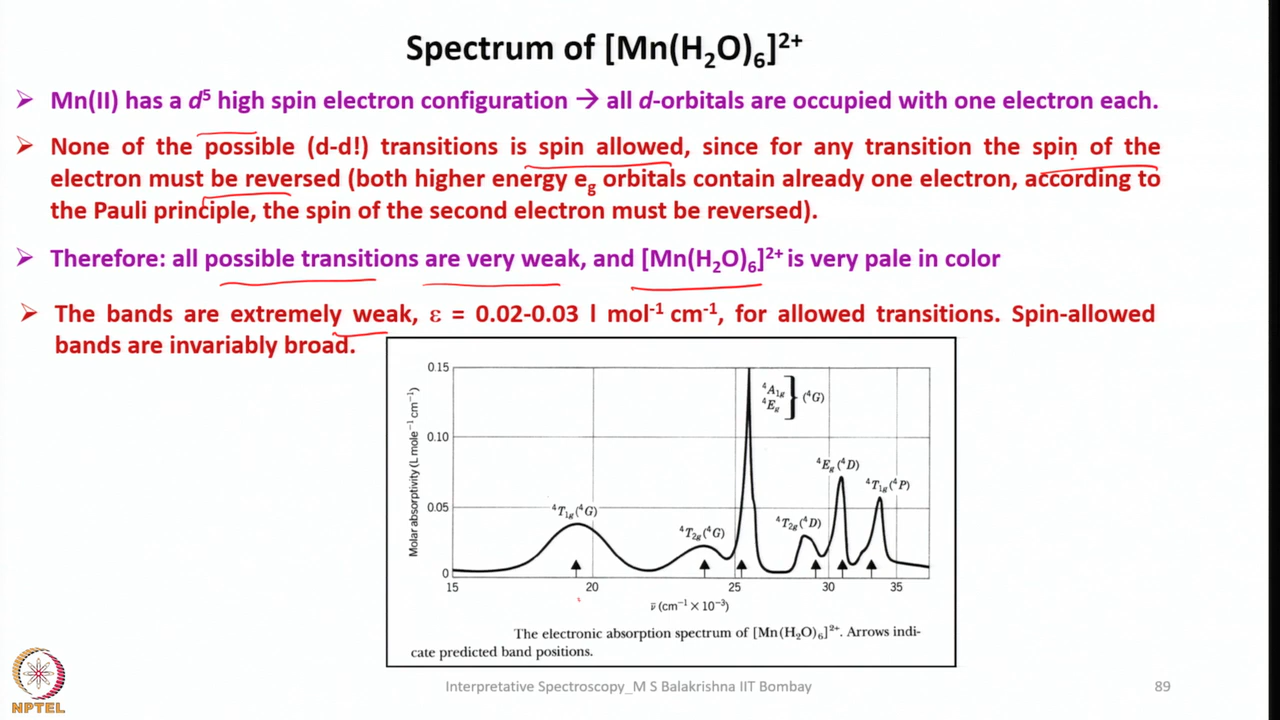 Spectrum of [Mn(H₂O)₆]²⁺
➢ Mn(II) has a d⁵ high spin electron configuration → all d-orbitals are occupied with one electron each.
➢ None of the possible (d-d!) transitions is spin allowed, since for any transition the spin of the
electron must be reversed (both higher energy e_g orbitals contain already one electron, according to
the Pauli principle, the spin of the second electron must be reversed).
➢ Therefore: all possible transitions are very weak, and [Mn(H₂O)₆]²⁺ is very pale in color
➢ The bands are extremely weak, ε = 0.02-0.03 l mol⁻¹ cm⁻¹, for allowed transitions. Spin-allowed
bands are invariably broad.
Molar absorptivity (L mole⁻¹ cm⁻¹)
0.15
0.10
0.05
0
⁴A₁g
⁴Eg
(⁴G)
⁴Eg(⁴D)
⁴T₁g(⁴P)
⁴T₁g(⁴G)
⁴T₂g(⁴G)
⁴T₂g(⁴D)
15 20 25 30 35
ν̄ (cm⁻¹ × 10⁻³)
The electronic absorption spectrum of [Mn(H₂O)₆]²⁺. Arrows indi-
cate predicted band positions.
NPTEL
Interpretative Spectroscopy_M S Balakrishna IIT Bombay
89